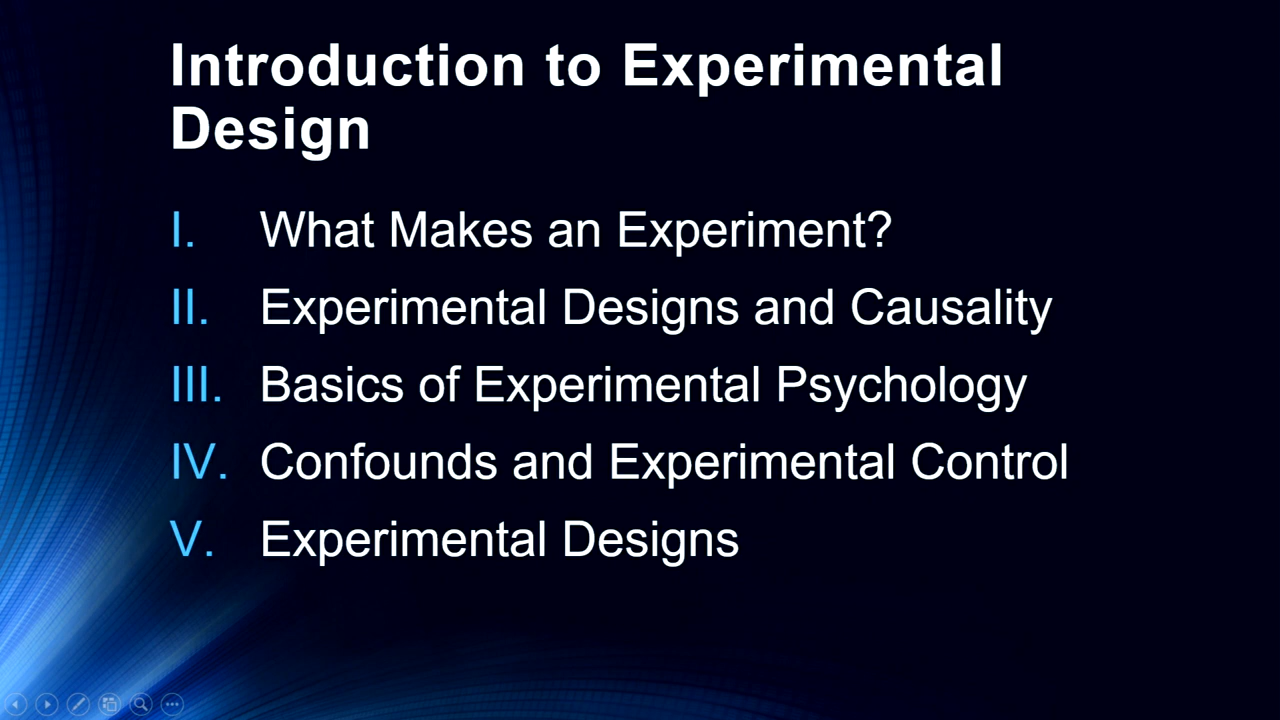 Introduction to Experimental
Design
I. What Makes an Experiment?
II. Experimental Designs and Causality
III. Basics of Experimental Psychology
IV. Confounds and Experimental Control
V. Experimental Designs